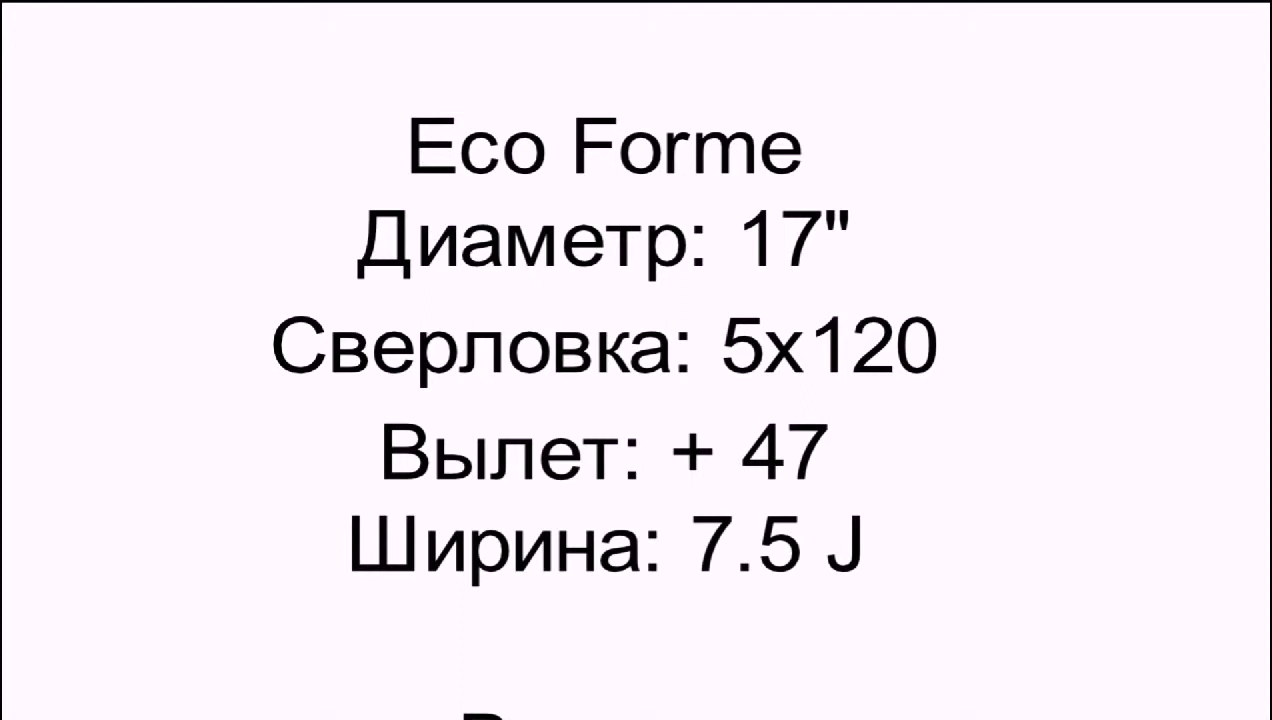 Eco Forme
Диаметр: 17"
Сверловка: 5x120
Вылет: + 47
Ширина: 7.5 J